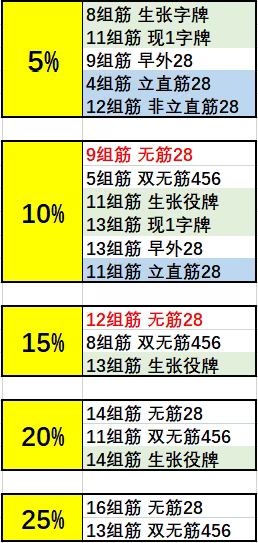 5%
8组筋 生张字牌
11组筋 现1字牌
9组筋 早外28
4组筋 立直筋28
12组筋 非立直筋28
10%
9组筋 无筋28
5组筋 双无筋456
11组筋 生张役牌
13组筋 现1字牌
13组筋 早外28
11组筋 立直筋28
15%
12组筋 无筋28
8组筋 双无筋456
13组筋 生张役牌
20%
14组筋 无筋28
11组筋 双无筋456
14组筋 生张役牌
25%
16组筋 无筋28
13组筋 双无筋456